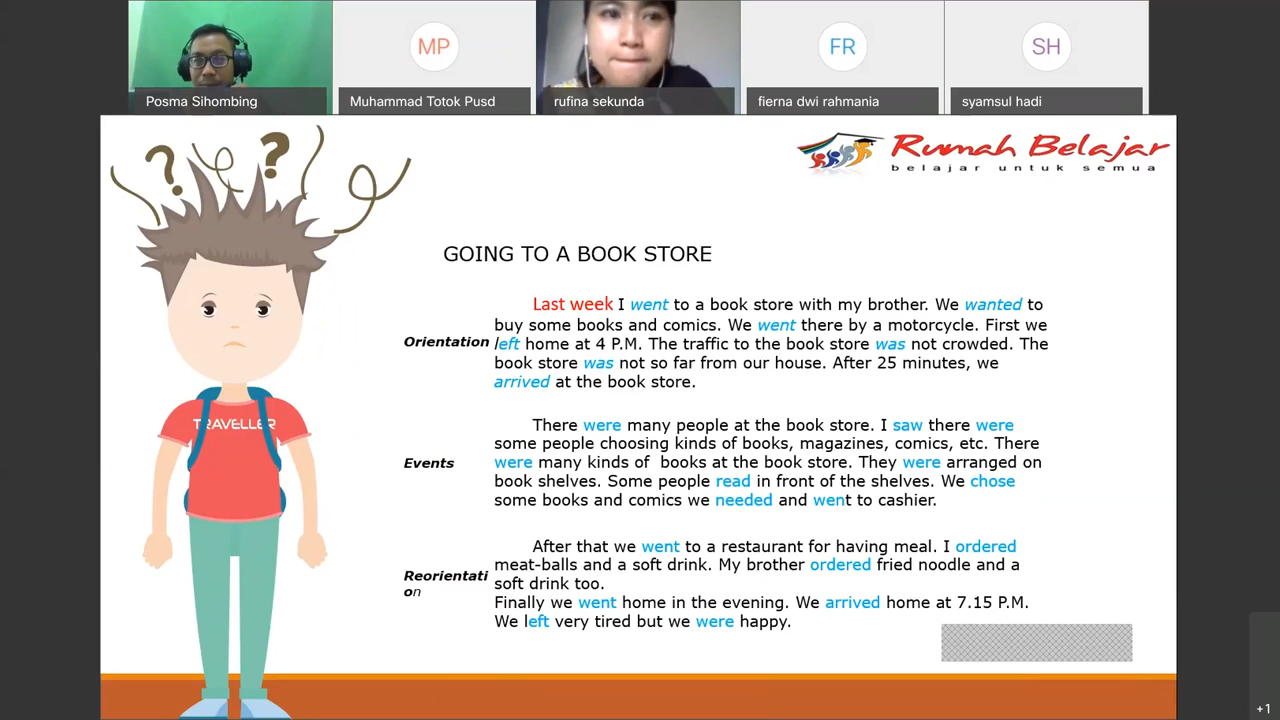 MP
FR
SH
Posma Sihombing
Muhammad Totok Pusd
rufina sekunda
fierna dwi rahmania
syamsul hadi
? ?
Rumah Belajar
belajar untuk semua
TRAVELLER
GOING TO A BOOK STORE
Orientation
Last week I went to a book store with my brother. We wanted to
buy some books and comics. We went there by a motorcycle. First we
left home at 4 P.M. The traffic to the book store was not crowded. The
book store was not so far from our house. After 25 minutes, we
arrived at the book store.
Events
There were many people at the book store. I saw there were
some people choosing kinds of books, magazines, comics, etc. There
were many kinds of  books at the book store. They were arranged on
book shelves. Some people read in front of the shelves. We chose
some books and comics we needed and went to cashier.
Reorientati
on
After that we went to a restaurant for having meal. I ordered
meat-balls and a soft drink. My brother ordered fried noodle and a
soft drink too.
Finally we went home in the evening. We arrived home at 7.15 P.M.
We left very tired but we were happy.
+1